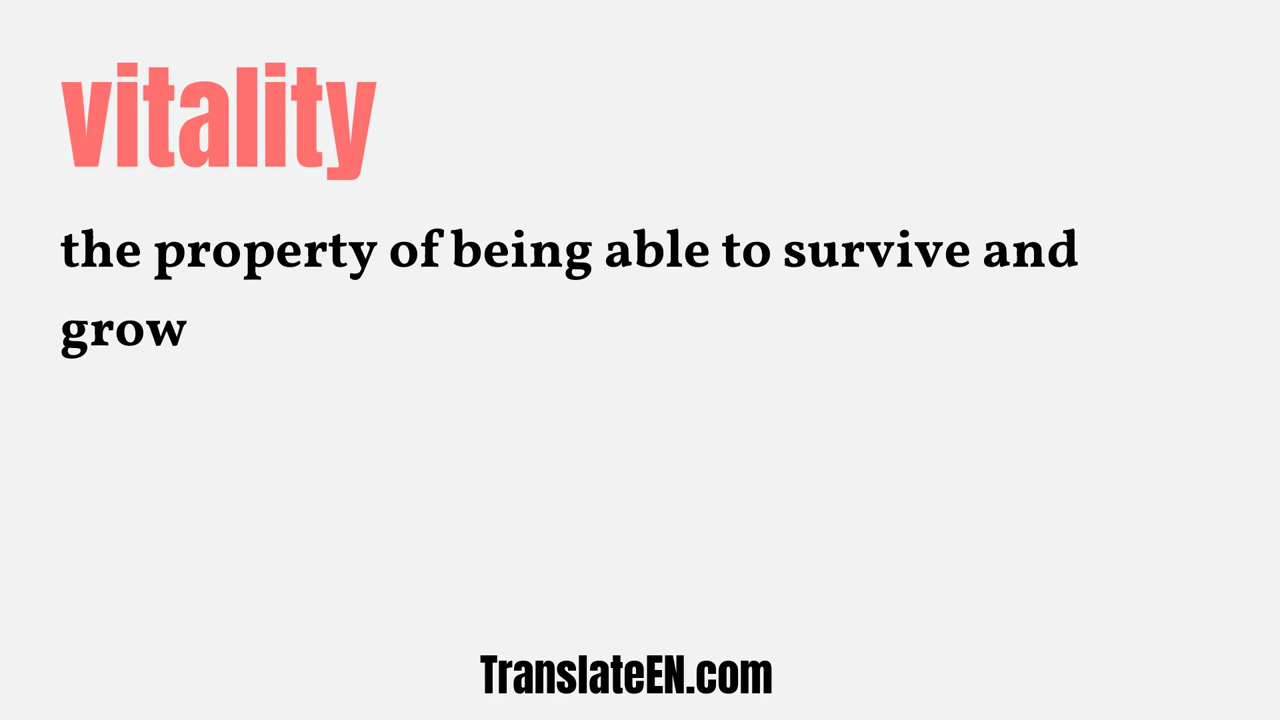 vitality
the property of being able to survive and
grow
TranslateEN.com